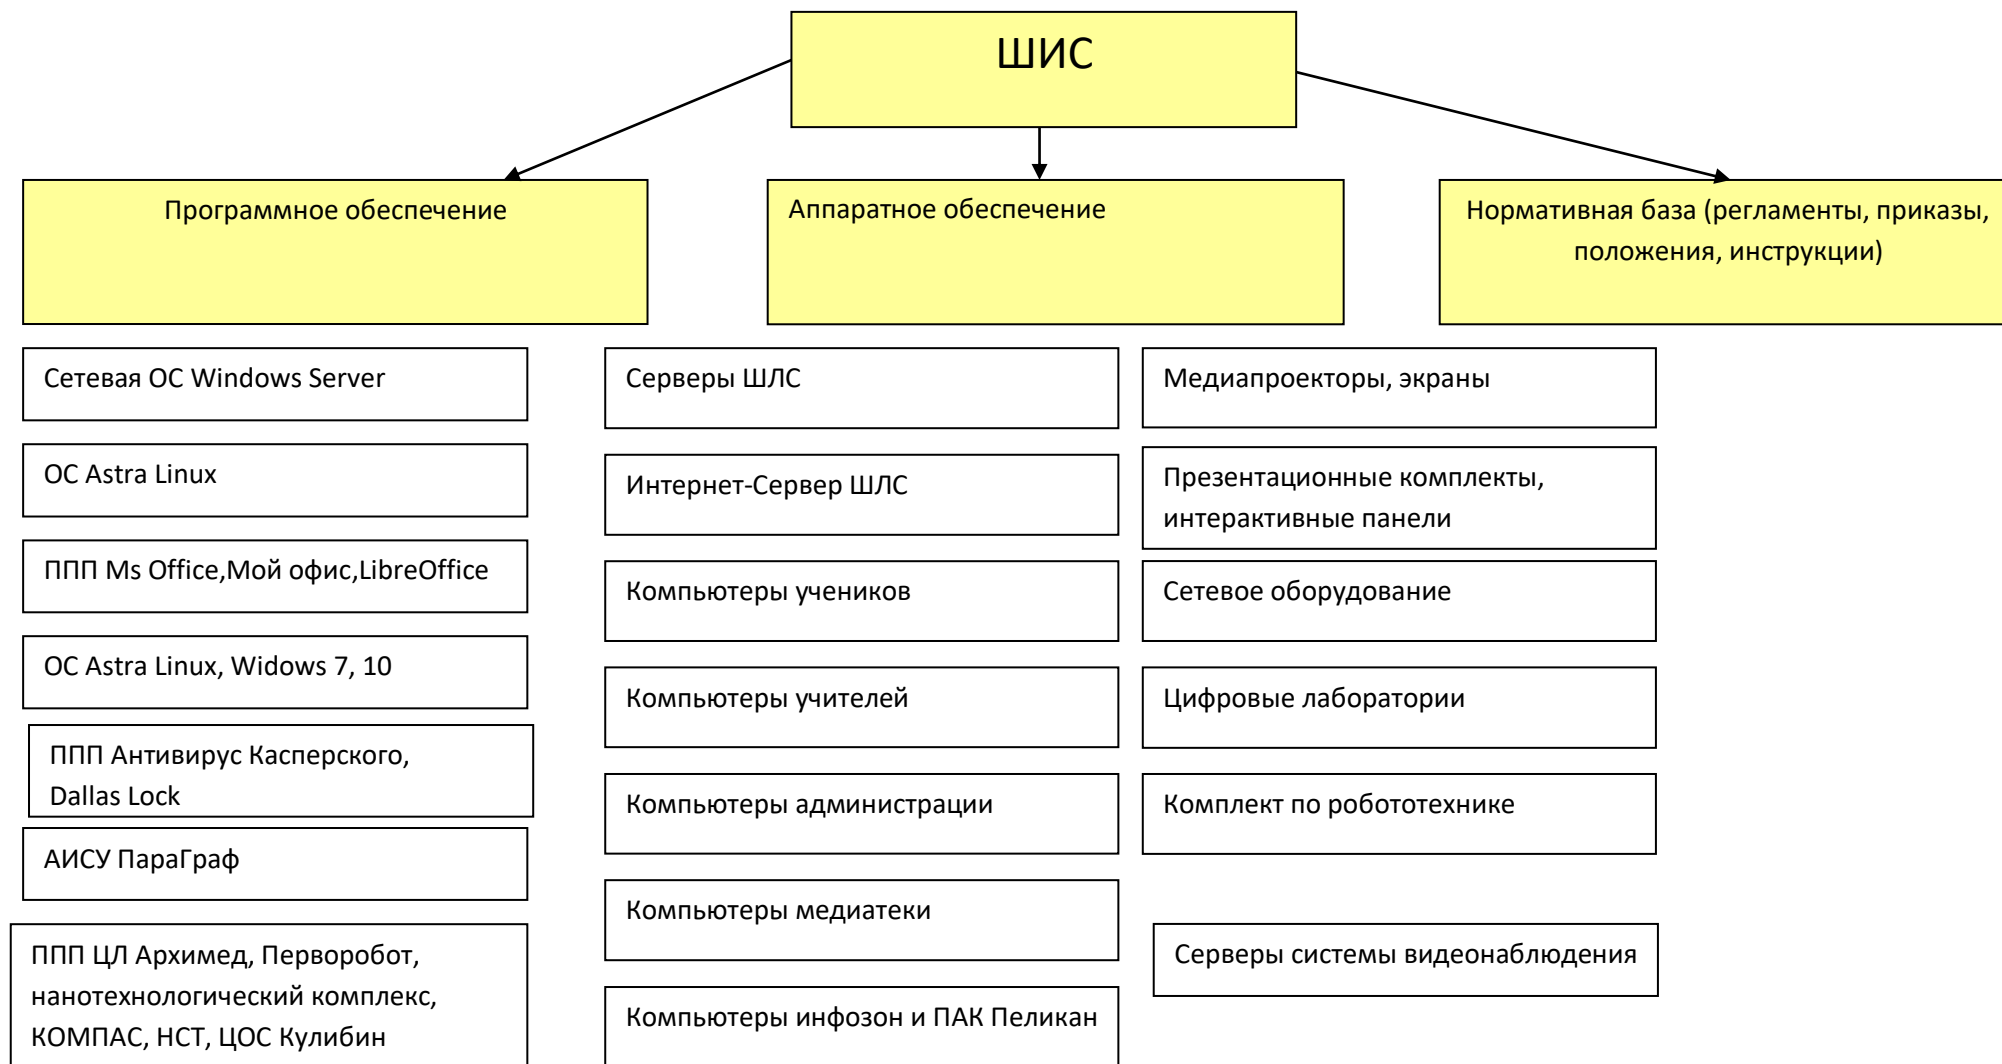 ШИС
Программное обеспечение
Аппаратное обеспечение
Нормативная база (регламенты, приказы,
положения, инструкции)
Сетевая ОС Windows Server
ОС Astra Linux
ППП Ms Office,Мой офис,LibreOffice
ОС Astra Linux, Widows 7, 10
ППП Антивирус Касперского,
Dallas Lock
АИСУ ПараГраф
ППП ЦЛ Архимед, Перворобот,
нанотехнологический комплекс,
КОМПАС, НСТ, ЦОС Кулибин
Серверы ШЛС
Интернет-Сервер ШЛС
Компьютеры учеников
Компьютеры учителей
Компьютеры администрации
Компьютеры медиатеки
Компьютеры инфозон и ПАК Пеликан
Медиапроекторы, экраны
Презентационные комплекты,
интерактивные панели
Сетевое оборудование
Цифровые лаборатории
Комплект по робототехнике
Серверы системы видеонаблюдения